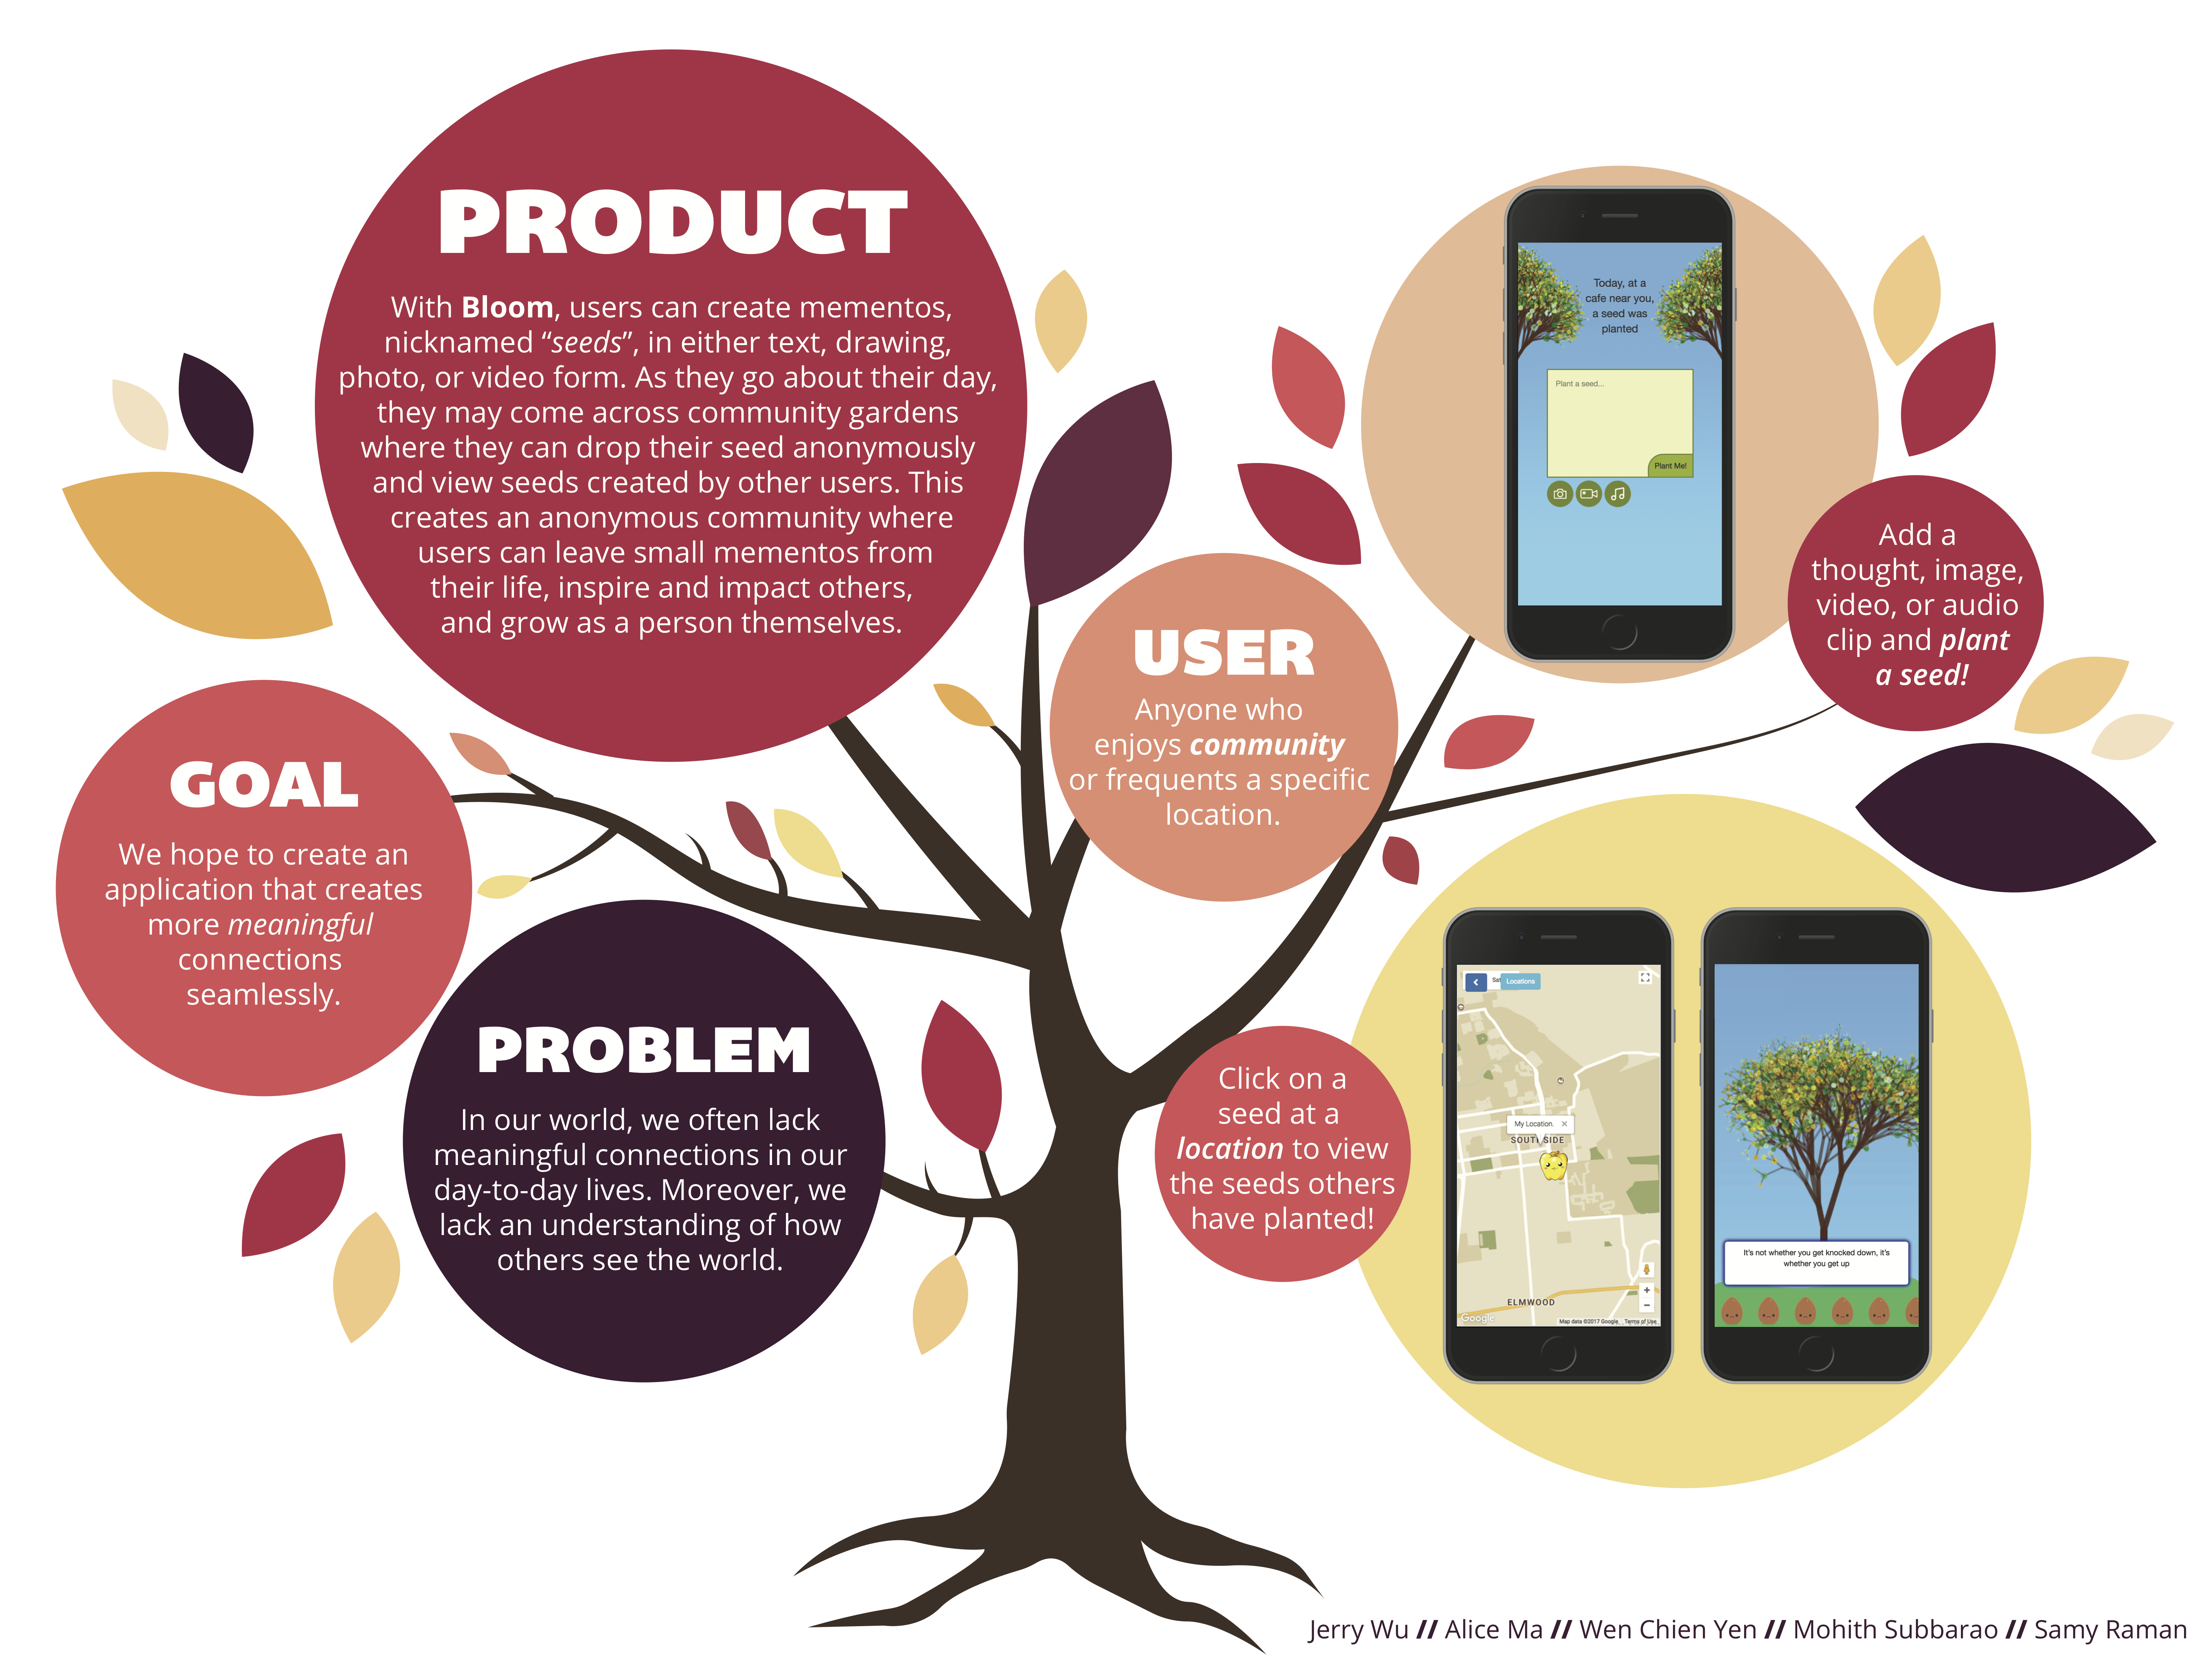 PRODUCT
With Bloom, users can create mementos,
nicknamed “seeds”, in either text, drawing,
photo, or video form. As they go about their day,
they may come across community gardens
where they can drop their seed anonymously
and view seeds created by other users. This
creates an anonymous community where
users can leave small mementos from
their life, inspire and impact others,
and grow as a person themselves.
GOAL
We hope to create an
application that creates
more meaningful
connections
seamlessly.
PROBLEM
In our world, we often lack
meaningful connections in our
day-to-day lives. Moreover, we
lack an understanding of how
others see the world.
USER
Anyone who
enjoys community
or frequents a specific
location.
Today, at a
cafe near you,
a seed was
planted
Plant a seed...
Plant Me!
Add a
thought, image,
video, or audio
clip and plant
a seed!
Click on a
seed at a
location to view
the seeds others
have planted!
Locations
My Location.
SOUTH SIDE
ELMWOOD
Google
Map data ©2017 Google
Terms of Use
It's not whether you get knocked down, it's
whether you get up
Jerry Wu // Alice Ma // Wen Chien Yen // Mohith Subbarao // Samy Raman